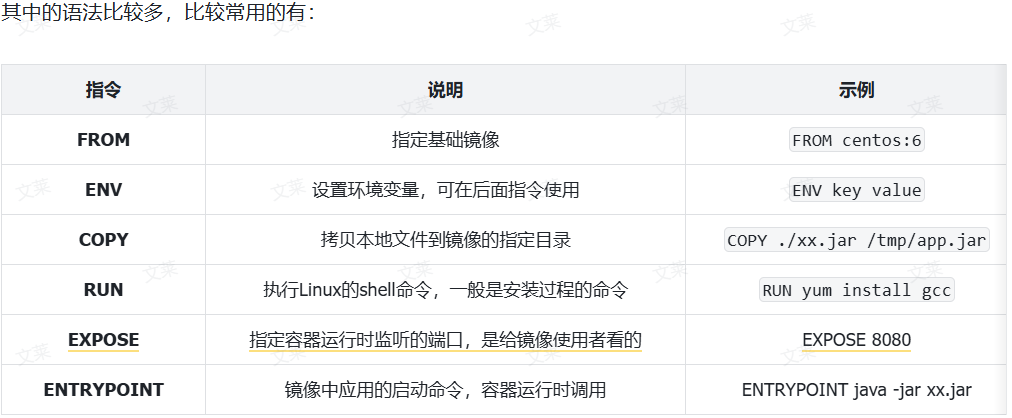 其中的语法比较多，比较常用的有：
指令 说明 示例
FROM 指定基础镜像 FROM centos:6
ENV 设置环境变量，可在后面指令使用 ENV key value
COPY 拷贝本地文件到镜像的指定目录 COPY ./xx.jar /tmp/app.jar
RUN 执行Linux的shell命令，一般是安装过程的命令 RUN yum install gcc
EXPOSE 指定容器运行时监听的端口，是给镜像使用者看的 EXPOSE 8080
ENTRYPOINT 镜像中应用的启动命令，容器运行时调用 ENTRYPOINT java -jar xx.jar
文莱